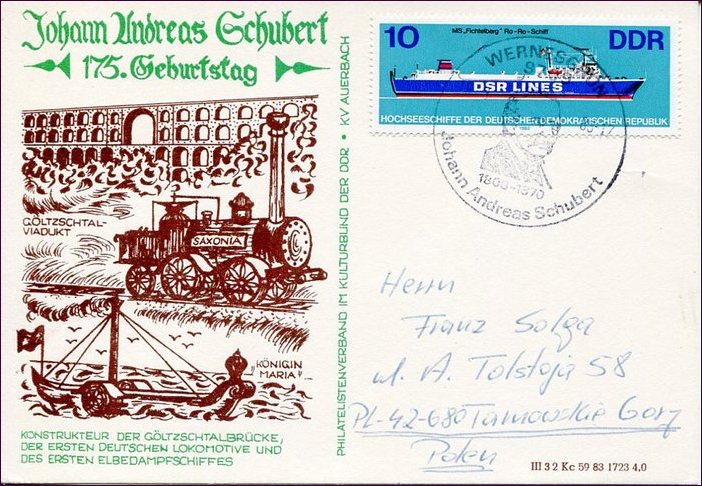 Johann Andreas Schubert
175. Geburtstag
GÖLTZSCHTAL-
VIADUKT
SAXONIA
"KÖNIGIN
MARIA"
KONSTRUKTEUR DER GÖLTZSCHTALBRÜCKE,
DER ERSTEN DEUTSCHEN LOKOMOTIVE UND
DES ERSTEN ELBEDAMPFSCHIFFES
PHILATELISTENVERBAND IM KULTURBUND DER DDR • KV AUERBACH
10 MS „Fichtelberg" Ro-Ro-Schiff DDR
DSR LINES
HOCHSEESCHIFFE DER DEUTSCHEN DEMOKRATISCHEN REPUBLIK
1982
WERNESGRÜN
1808-1870
Johann Andreas Schubert
Herrn
Franz Solga
ul. A. Tołstoja 58
PL-42-680 Tarnowskie Góry
Polen
III 3 2 Kc 59 83 1723 4,0